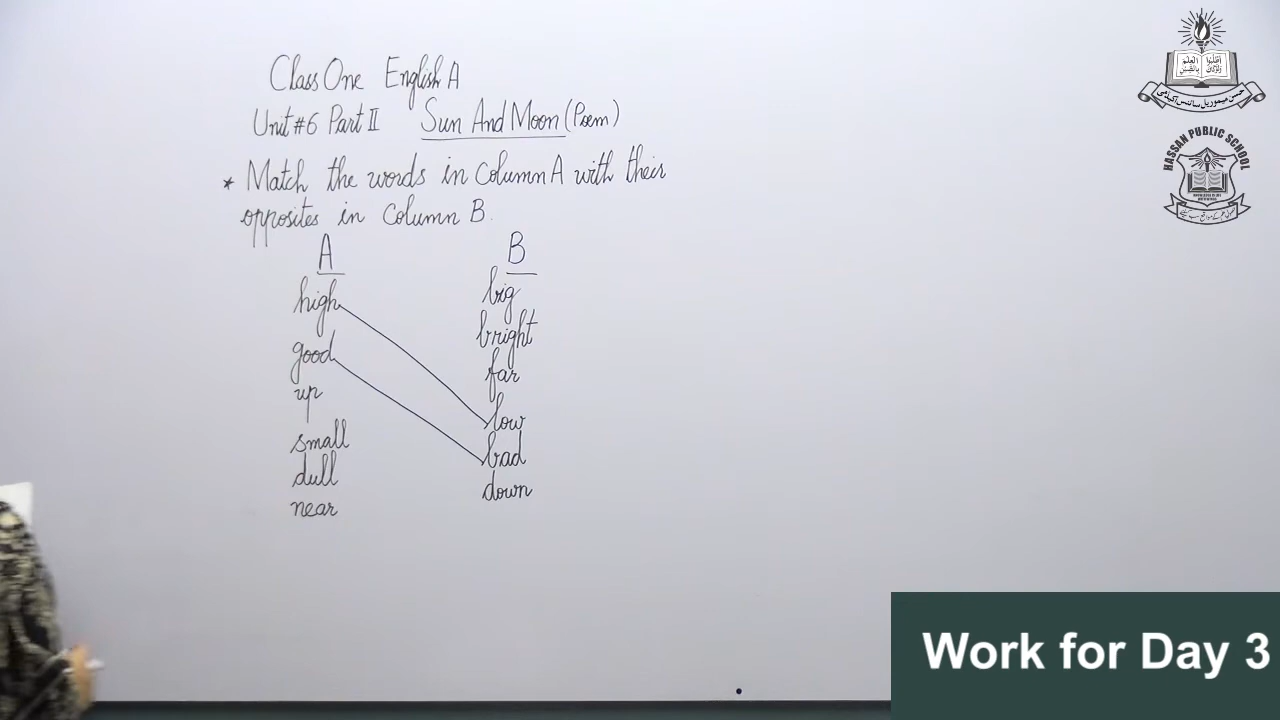 Class One English A
Unit #6 Part II Sun And Moon (Poem)
* Match the words in Column A with their
opposites in Column B.
A B
high big
good bright
up far
small low
dull bad
near down
HASSAN PUBLIC SCHOOL
Work for Day 3